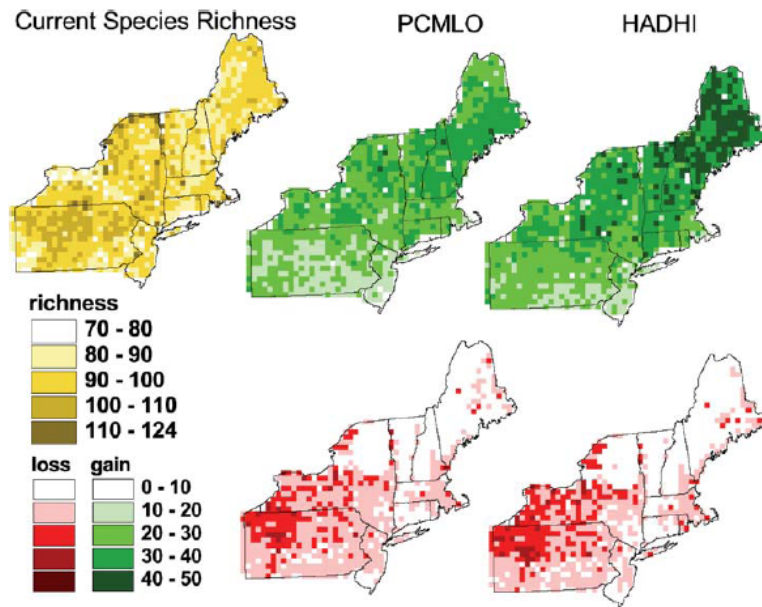 Current Species Richness
PCMLO
HADHI
richness
70 - 80
80 - 90
90 - 100
100 - 110
110 - 124
loss gain
0 - 10
10 - 20
20 - 30
30 - 40
40 - 50